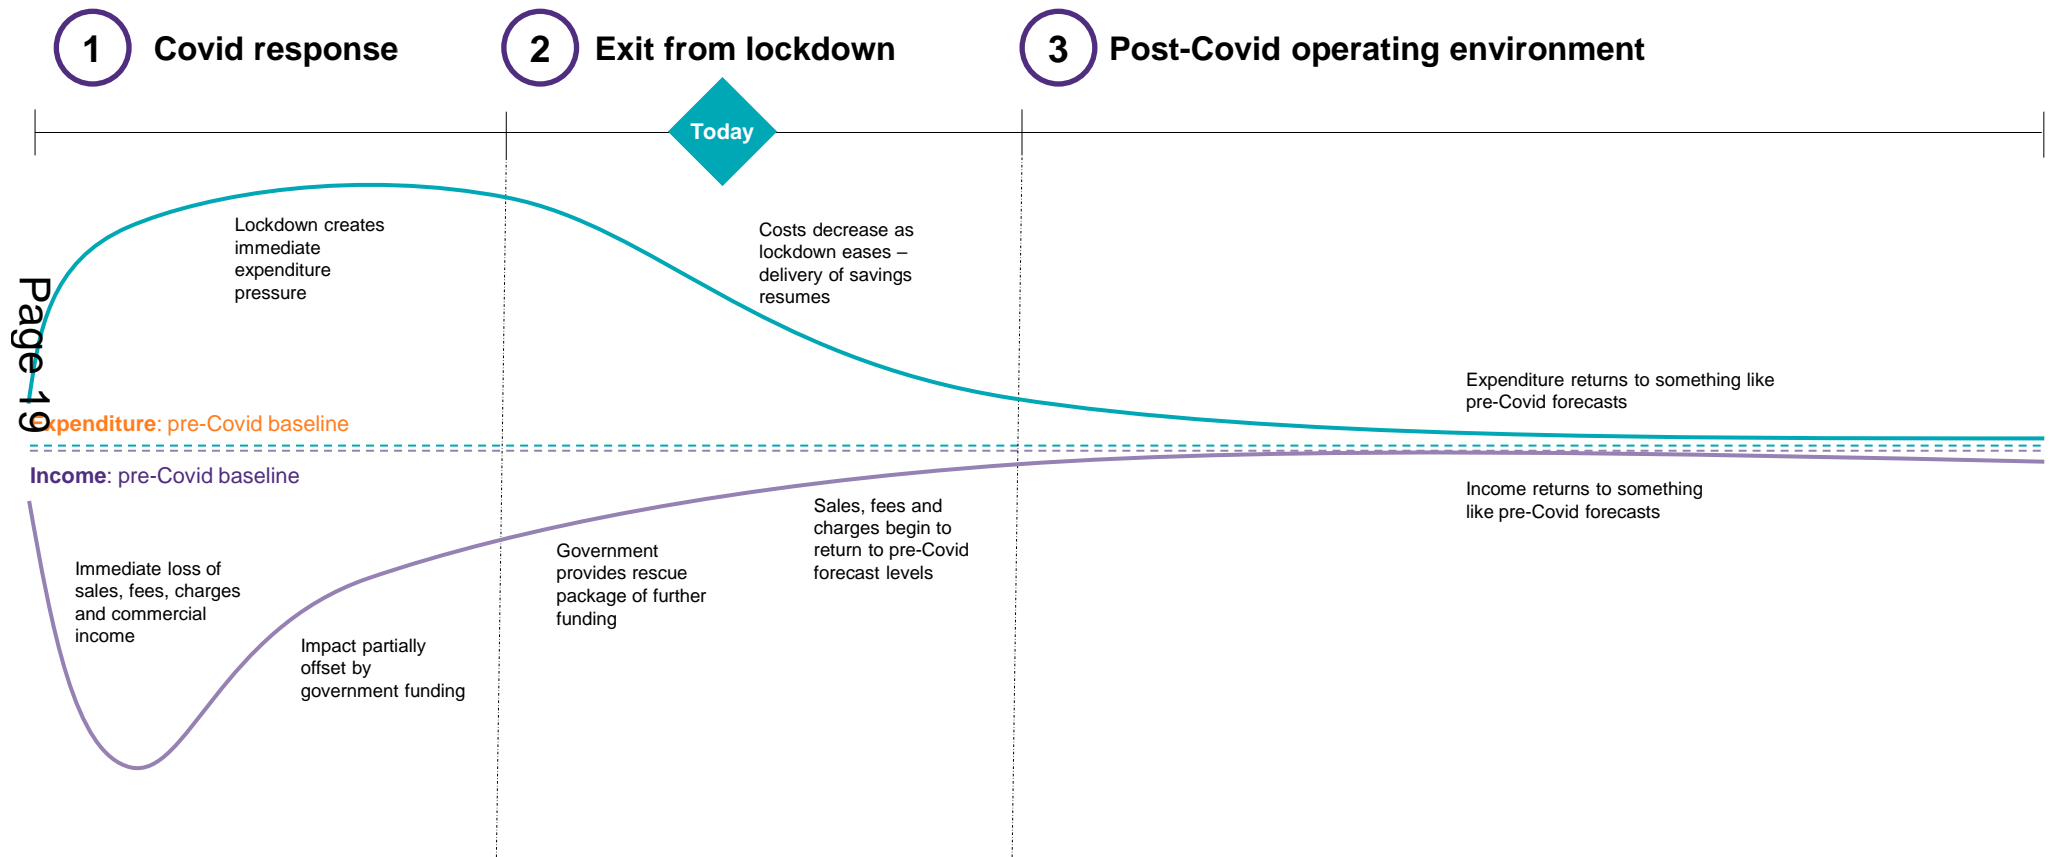 1 Covid response
2 Exit from lockdown
3 Post-Covid operating environment
Today
Lockdown creates
immediate
expenditure
pressure
Costs decrease as
lockdown eases –
delivery of savings
resumes
Page 19
Expenditure returns to something like
pre-Covid forecasts
Expenditure: pre-Covid baseline
Income: pre-Covid baseline
Income returns to something
like pre-Covid forecasts
Sales, fees and
charges begin to
return to pre-Covid
forecast levels
Government
provides rescue
package of further
funding
Immediate loss of
sales, fees, charges
and commercial
income
Impact partially
offset by
government funding